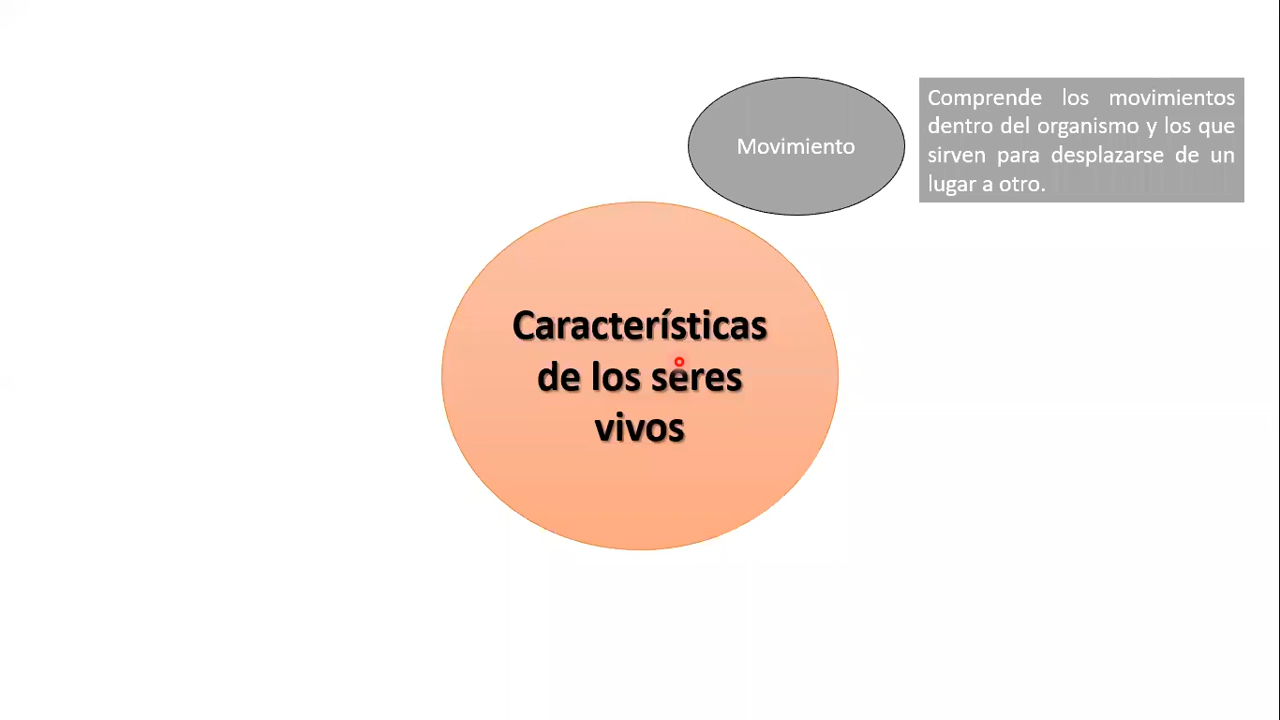 Movimiento
Comprende los movimientos
dentro del organismo y los que
sirven para desplazarse de un
lugar a otro.
Características
de los seres
vivos